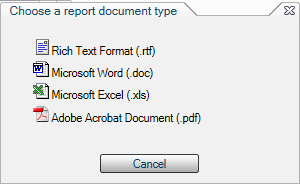 Choose a report document type
Rich Text Format (.rtf)
Microsoft Word (.doc)
Microsoft Excel (.xls)
Adobe Acrobat Document (.pdf)
Cancel